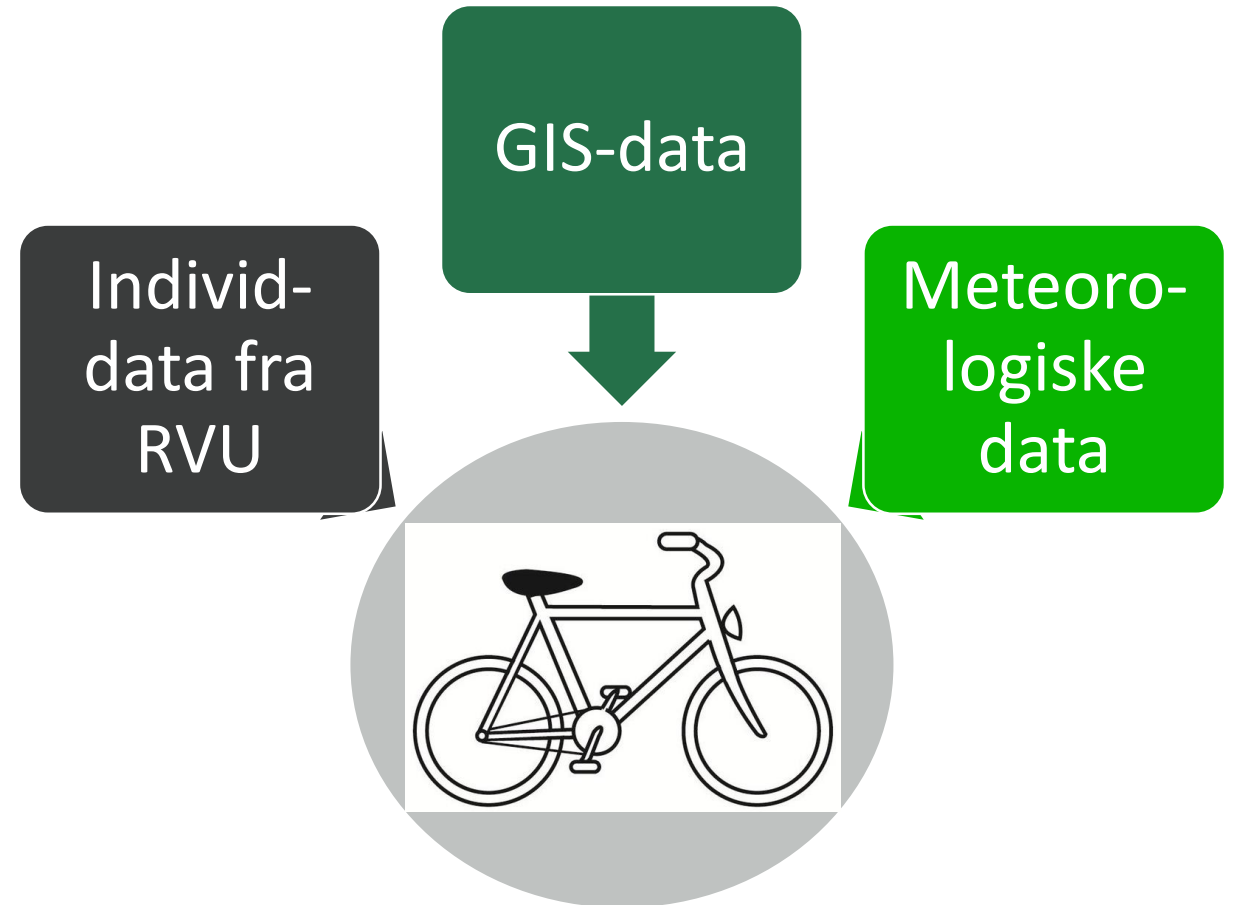 GIS-data
Individ-
data fra
RVU
Meteoro-
logiske
data